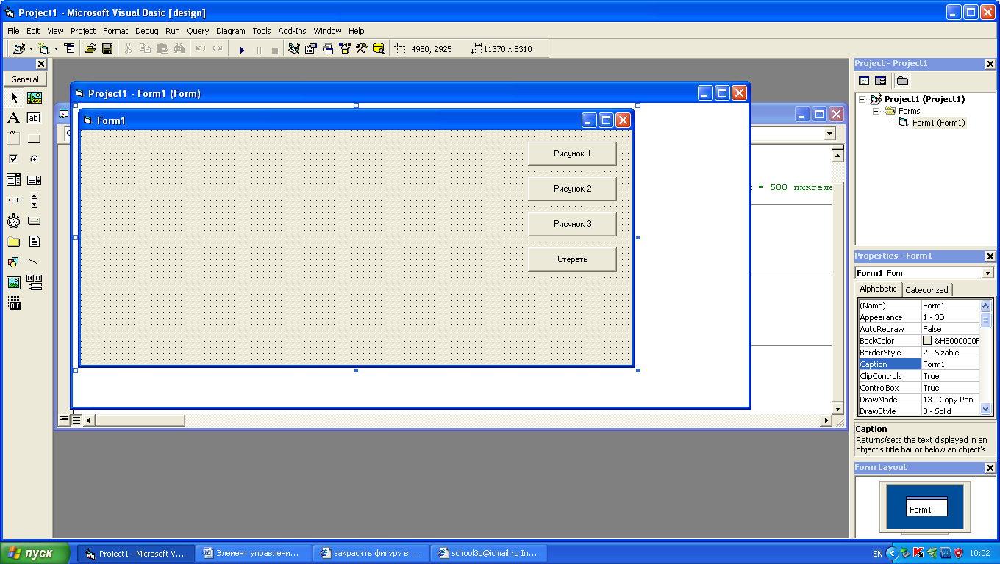 Project1 - Microsoft Visual Basic [design]
File Edit View Project Format Debug Run Query Diagram Tools Add-Ins Window Help
4950, 2925 11370 x 5310
General
A ab|
XY
OLE
Project1 - Form1 (Form)
Form1
Рисунок 1
Рисунок 2
Рисунок 3
Стереть
= 500 пикселе
Project - Project1
Project1 (Project1)
Forms
Form1 (Form1)
Properties - Form1
Form1 Form
Alphabetic Categorized
(Name) Form1
Appearance 1 - 3D
AutoRedraw False
BackColor &H8000000F
BorderStyle 2 - Sizable
Caption Form1
ClipControls True
ControlBox True
DrawMode 13 - Copy Pen
DrawStyle 0 - Solid
Caption
Returns/sets the text displayed in an
object's title bar or below an object's
Form Layout
Form1
пуск Project1 - Microsoft V... Элемент управлени... закрасить фигуру в ... school3p@icmail.ru In... EN 10:02